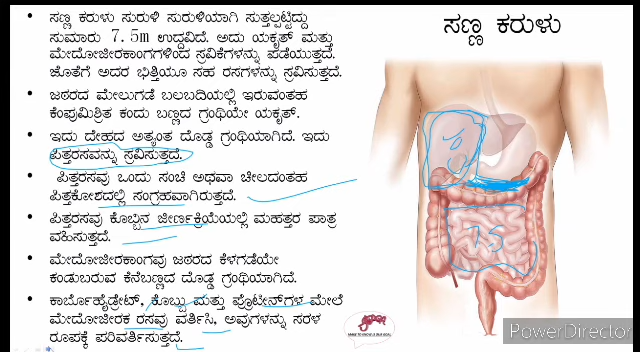 ಸಣ್ಣ ಕರುಳು
• ಸಣ್ಣ ಕರುಳು ಸುರುಳಿ ಸುರುಳಿಯಾಗಿ ಸುತ್ತಲ್ಪಟ್ಟಿದ್ದು
ಸುಮಾರು 7.5m ಉದ್ದವಿದೆ. ಅದು ಯಕೃತ್ ಮತ್ತು
ಮೇದೋಜೀರಕಾಂಗಗಳಿಂದ ಸ್ರವಿಕೆಗಳನ್ನು ಪಡೆಯುತ್ತದೆ.
ಜೊತೆಗೆ ಅದರ ಭಿತ್ತಿಯೂ ಸಹ ರಸಗಳನ್ನು ಸ್ರವಿಸುತ್ತದೆ.
• ಜಠರದ ಮೇಲುಗಡೆ ಬಲಬದಿಯಲ್ಲಿ ಇರುವಂತಹ
ಕೆಂಪುಮಿಶ್ರಿತ ಕಂದು ಬಣ್ಣದ ಗ್ರಂಥಿಯೇ ಯಕೃತ್.
• ಇದು ದೇಹದ ಅತ್ಯಂತ ದೊಡ್ಡ ಗ್ರಂಥಿಯಾಗಿದೆ. ಇದು
ಪಿತ್ತರಸವನ್ನು ಸ್ರವಿಸುತ್ತದೆ.
• ಪಿತ್ತರಸವು ಒಂದು ಸಂಚಿ ಅಥವಾ ಚೀಲದಂತಹ
ಪಿತ್ತಕೋಶದಲ್ಲಿ ಸಂಗ್ರಹವಾಗಿರುತ್ತದೆ.
• ಪಿತ್ತರಸವು ಕೊಬ್ಬಿನ ಜೀರ್ಣಕ್ರಿಯೆಯಲ್ಲಿ ಮಹತ್ತರ ಪಾತ್ರ
ವಹಿಸುತ್ತದೆ.
• ಮೇದೋಜೀರಕಾಂಗವು ಜಠರದ ಕೆಳಗಡೆಯೇ
ಕಂಡುಬರುವ ಕೆನೆಬಣ್ಣದ ದೊಡ್ಡ ಗ್ರಂಥಿಯಾಗಿದೆ.
• ಕಾರ್ಬೊಹೈಡ್ರೇಟ್, ಕೊಬ್ಬು ಮತ್ತು ಪ್ರೊಟೀನ್‌ಗಳ ಮೇಲೆ
ಮೇದೋಜೀರಕ ರಸವು ವರ್ತಿಸಿ, ಅವುಗಳನ್ನು ಸರಳ
ರೂಪಕ್ಕೆ ಪರಿವರ್ತಿಸುತ್ತದೆ.
7.5
PowerDirector